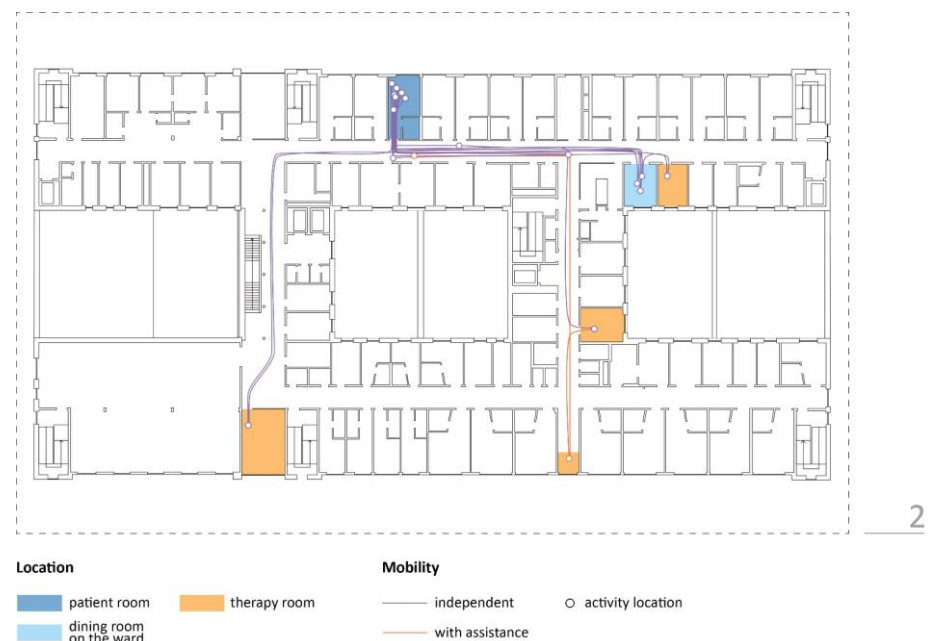 2
Location
Mobility
patient room
therapy room
independent
activity location
dining room
on the ward
with assistance